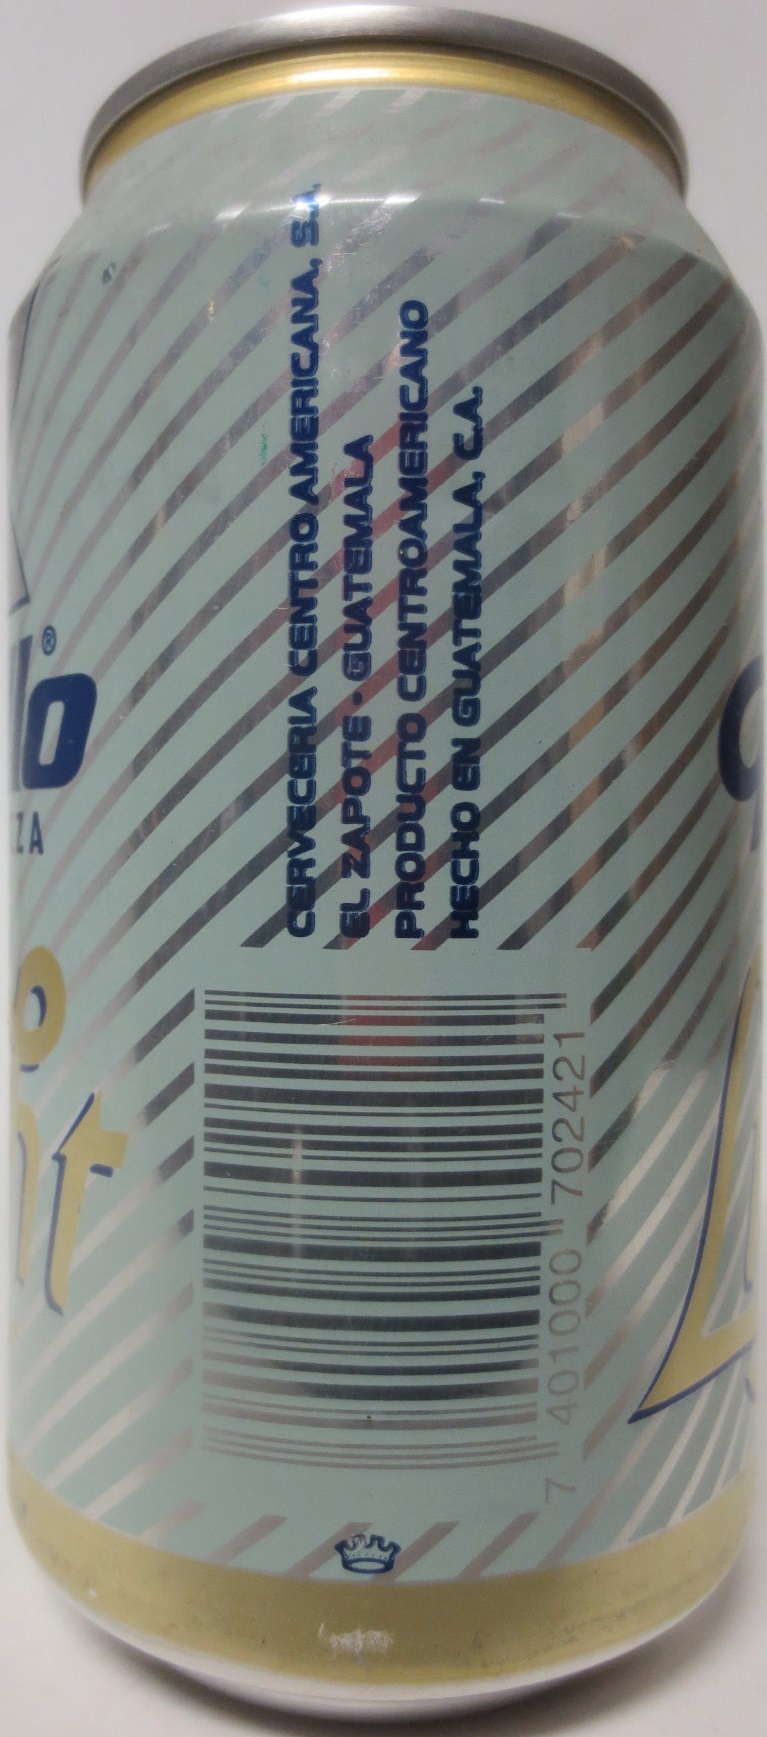 CERVECERIA CENTRO AMERICANA, S.A.
EL ZAPOTE - GUATEMALA
PRODUCTO CENTROAMERICANO
HECHO EN GUATEMALA, C.A.
7 401000 702421